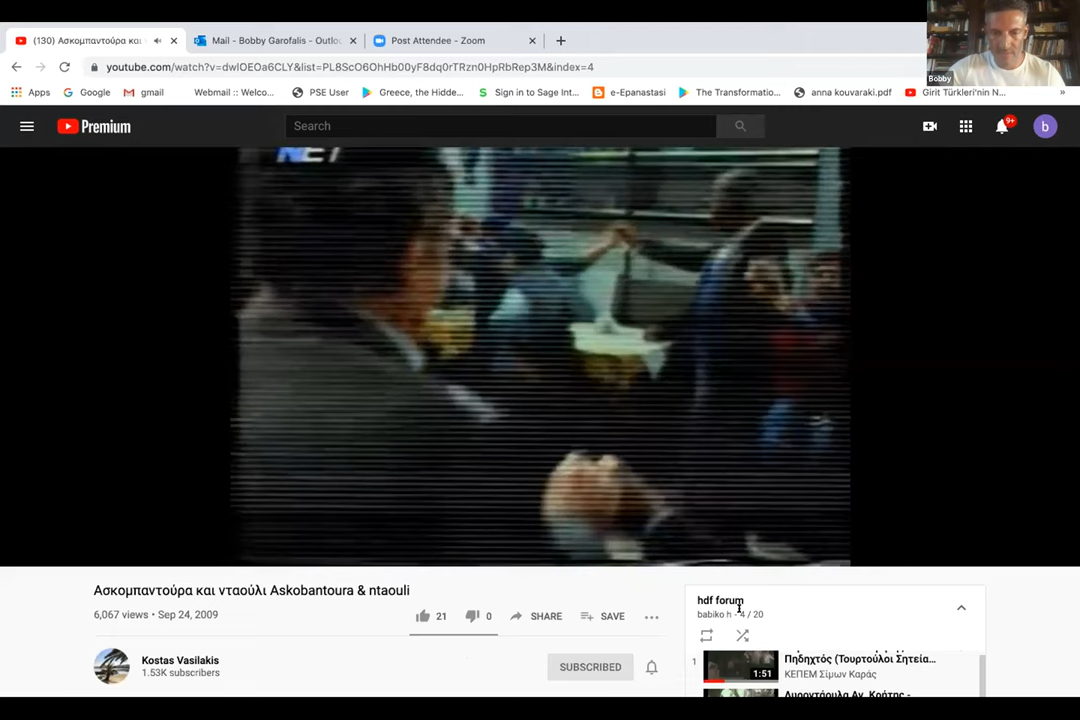 (130) Ασκομπαντούρα και
Mail - Bobby Garofalis - Outlo
Post Attendee - Zoom
youtube.com/watch?v=dwlOEOa6CLY&list=PL8ScO6OhHb00yF8dq0rTRzn0HpRbRep3M&index=4
Bobby
Apps
Google
gmail
Webmail :: Welco...
PSE User
Greece, the Hidde...
Sign in to Sage Int...
e-Epanastasi
The Transformatio...
anna kouvaraki.pdf
Girit Türkleri'nin N...
»
Premium
Search
9+
b
NET
Ασκομπαντούρα και νταούλι Askobantoura & ntaouli
6,067 views • Sep 24, 2009
21
0
SHARE
SAVE
Kostas Vasilakis
1.53K subscribers
SUBSCRIBED
hdf forum
babiko h - 4 / 20
1
1:51
Πηδηχτός (Τουρτούλοι Σητεία...
ΚΕΠΕΜ Σίμων Καράς